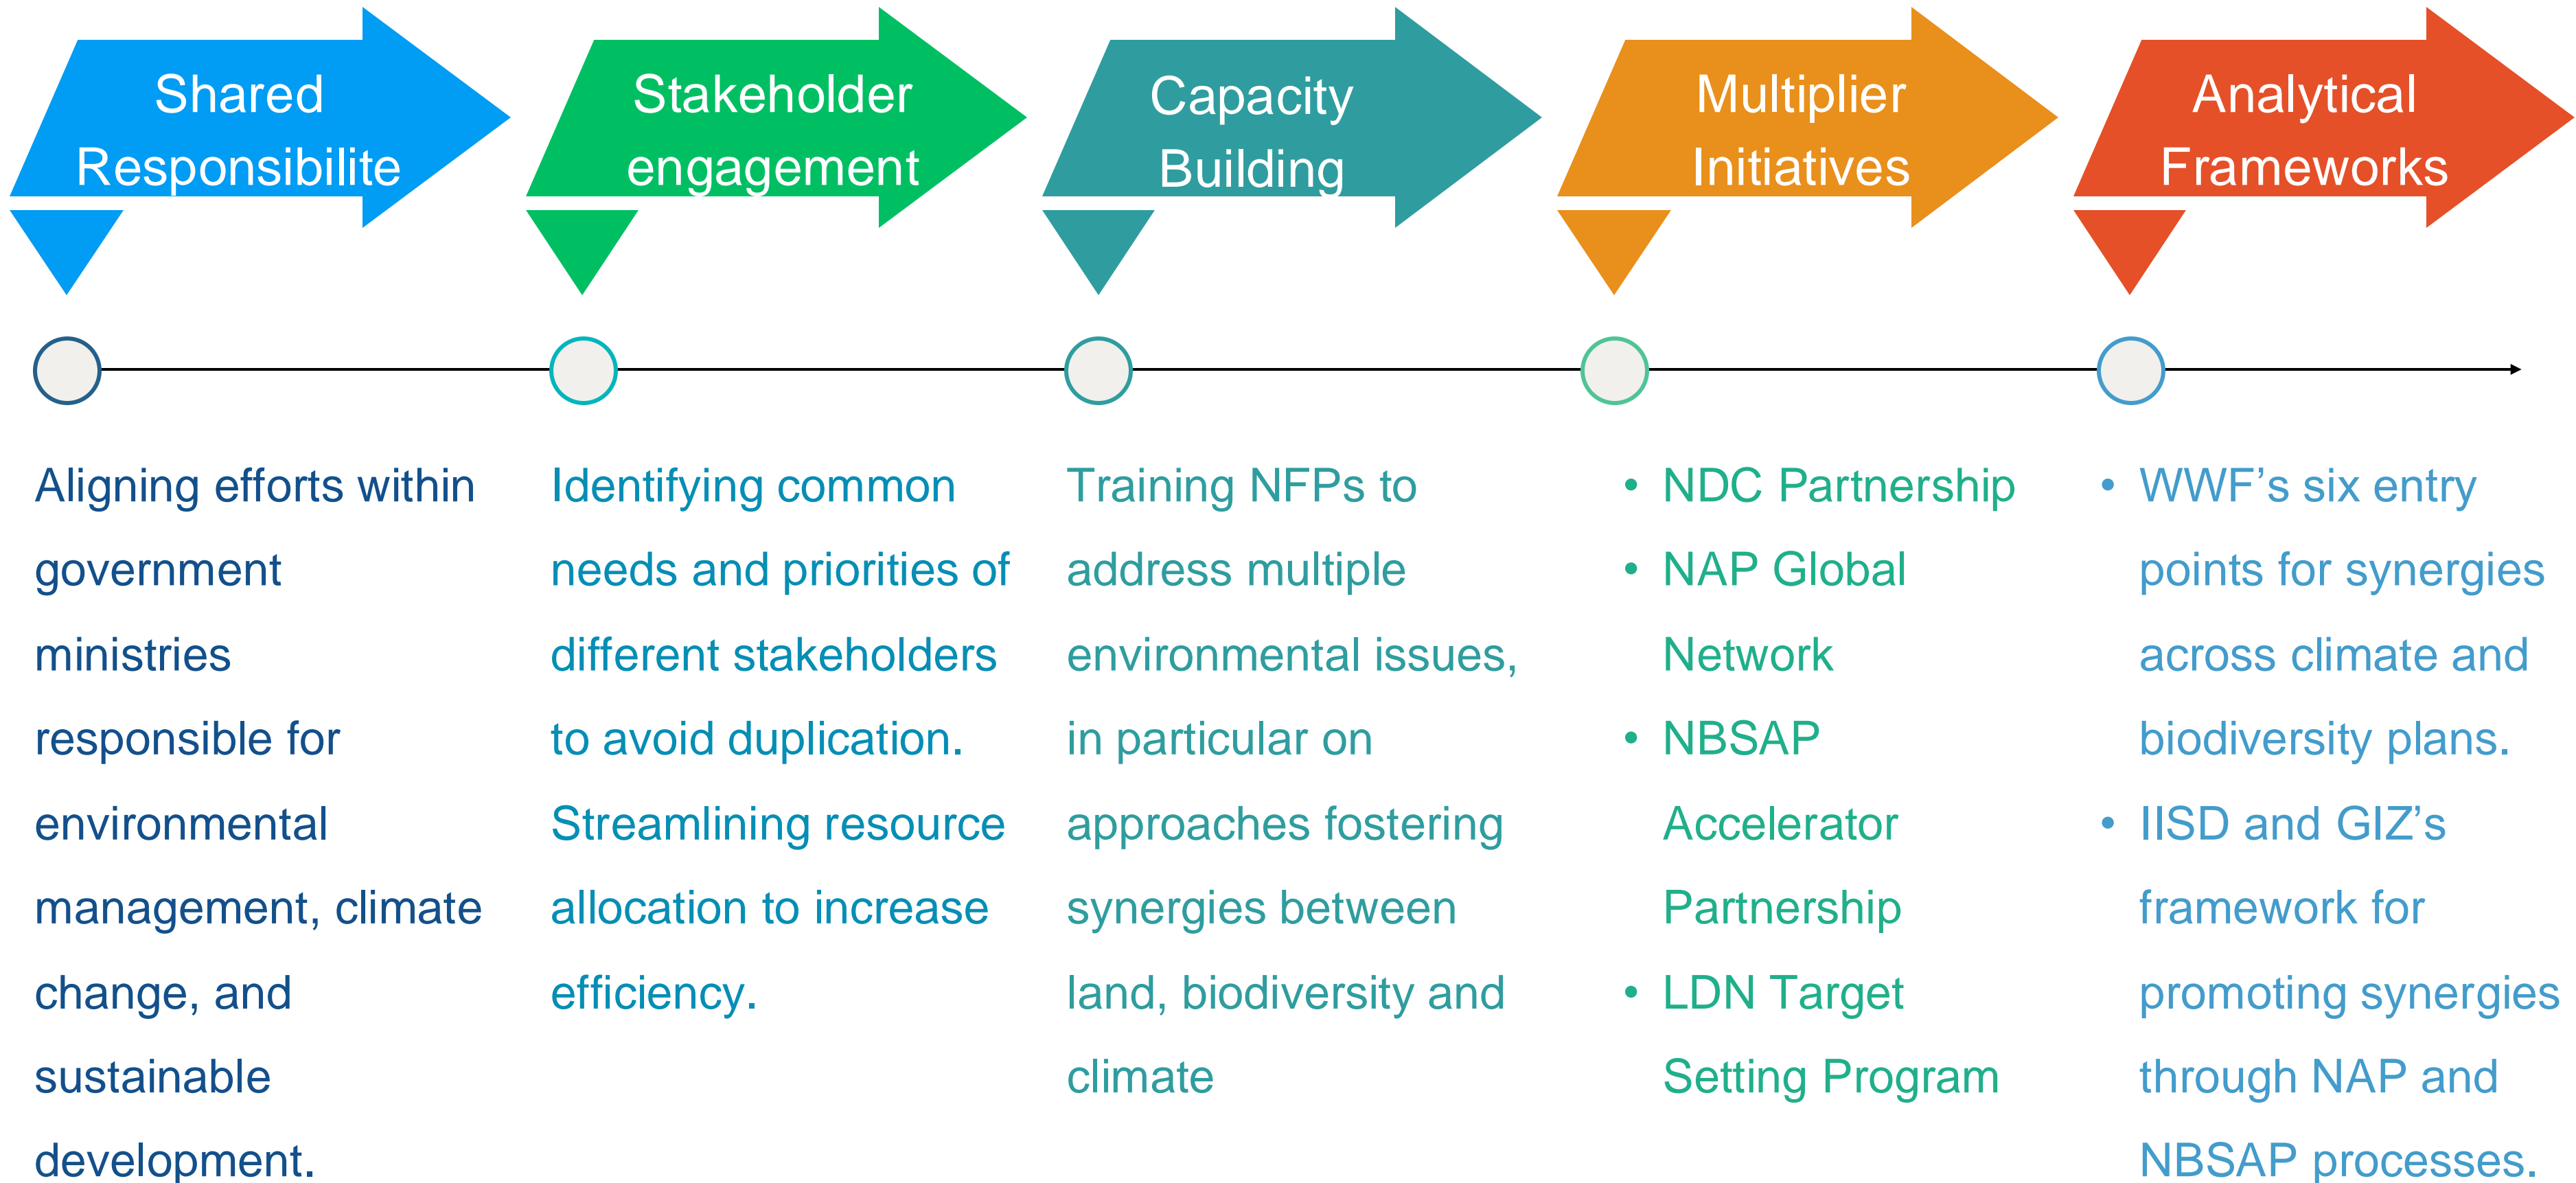 Shared
Responsibilite
Stakeholder
engagement
Capacity
Building
Multiplier
Initiatives
Analytical
Frameworks
Aligning efforts within
government
ministries
responsible for
environmental
management, climate
change, and
sustainable
development.
Identifying common
needs and priorities of
different stakeholders
to avoid duplication.
Streamlining resource
allocation to increase
efficiency.
Training NFPs to
address multiple
environmental issues,
in particular on
approaches fostering
synergies between
land, biodiversity and
climate
• NDC Partnership
• NAP Global
Network
• NBSAP
Accelerator
Partnership
• LDN Target
Setting Program
• WWF’s six entry
points for synergies
across climate and
biodiversity plans.
• IISD and GIZ’s
framework for
promoting synergies
through NAP and
NBSAP processes.